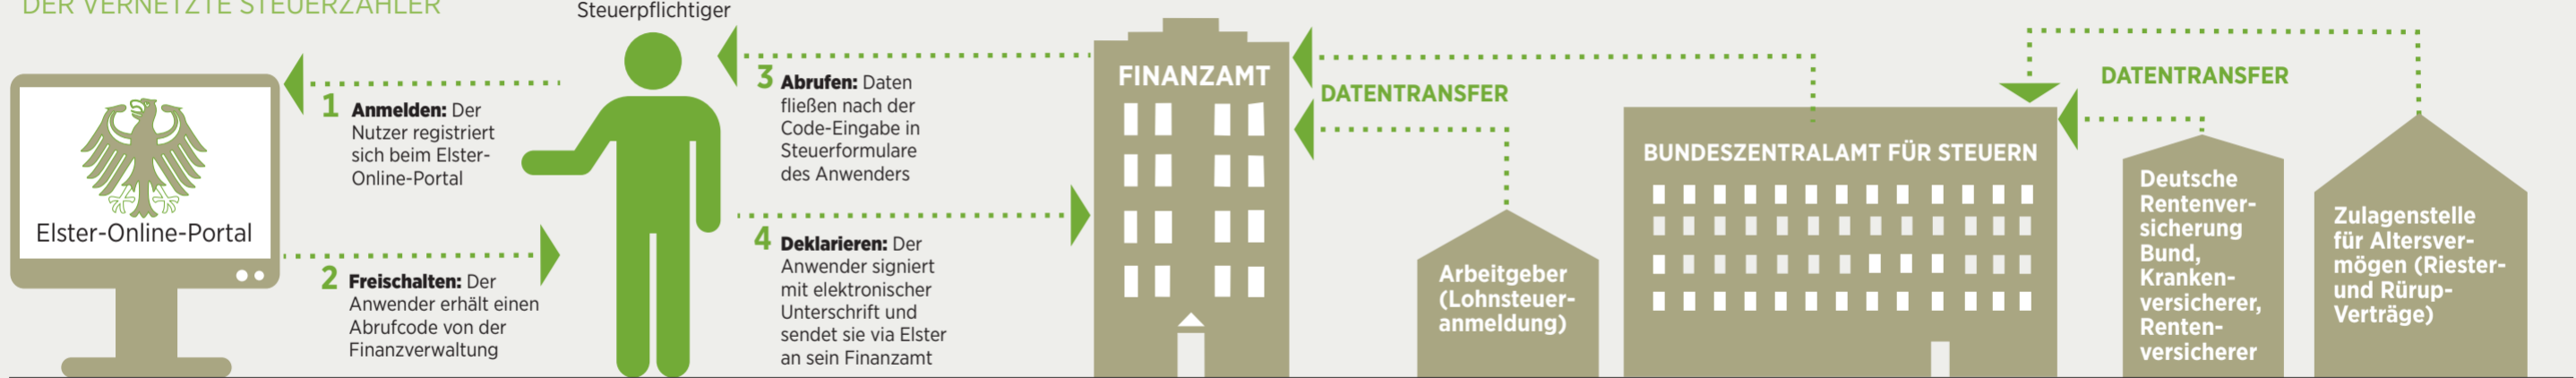 DER VERNETZTE STEUERZAHLER
Steuerpflichtiger
Elster-Online-Portal
1 Anmelden: Der
Nutzer registriert
sich beim Elster-
Online-Portal
2 Freischalten: Der
Anwender erhält einen
Abrufcode von der
Finanzverwaltung
3 Abrufen: Daten
fließen nach der
Code-Eingabe in
Steuerformulare
des Anwenders
4 Deklarieren: Der
Anwender signiert
mit elektronischer
Unterschrift und
sendet sie via Elster
an sein Finanzamt
FINANZAMT
DATENTRANSFER
Arbeitgeber
(Lohnsteuer-
anmeldung)
BUNDESZENTRALAMT FÜR STEUERN
DATENTRANSFER
Deutsche
Rentenver-
sicherung
Bund,
Kranken-
versicherer,
Renten-
versicherer
Zulagenstelle
für Altersver-
mögen (Riester-
und Rürup-
Verträge)